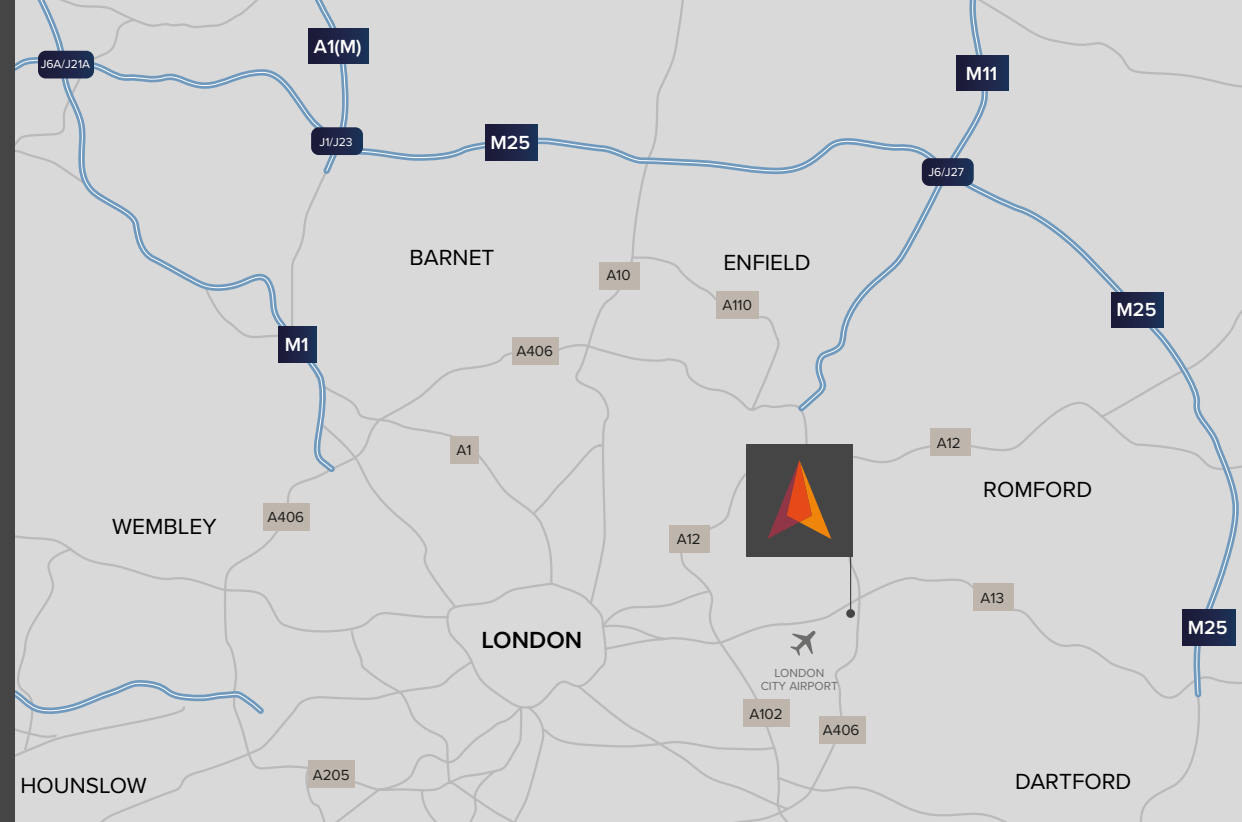 A1(M)
J6A/J21A
M11
J1/J23
M25
J6/J27
BARNET
ENFIELD
A10
A110
M25
M1
A406
A1
A12
ROMFORD
A406
WEMBLEY
A12
A13
LONDON
M25
LONDON
CITY AIRPORT
A102
A406
A205
HOUNSLOW
DARTFORD